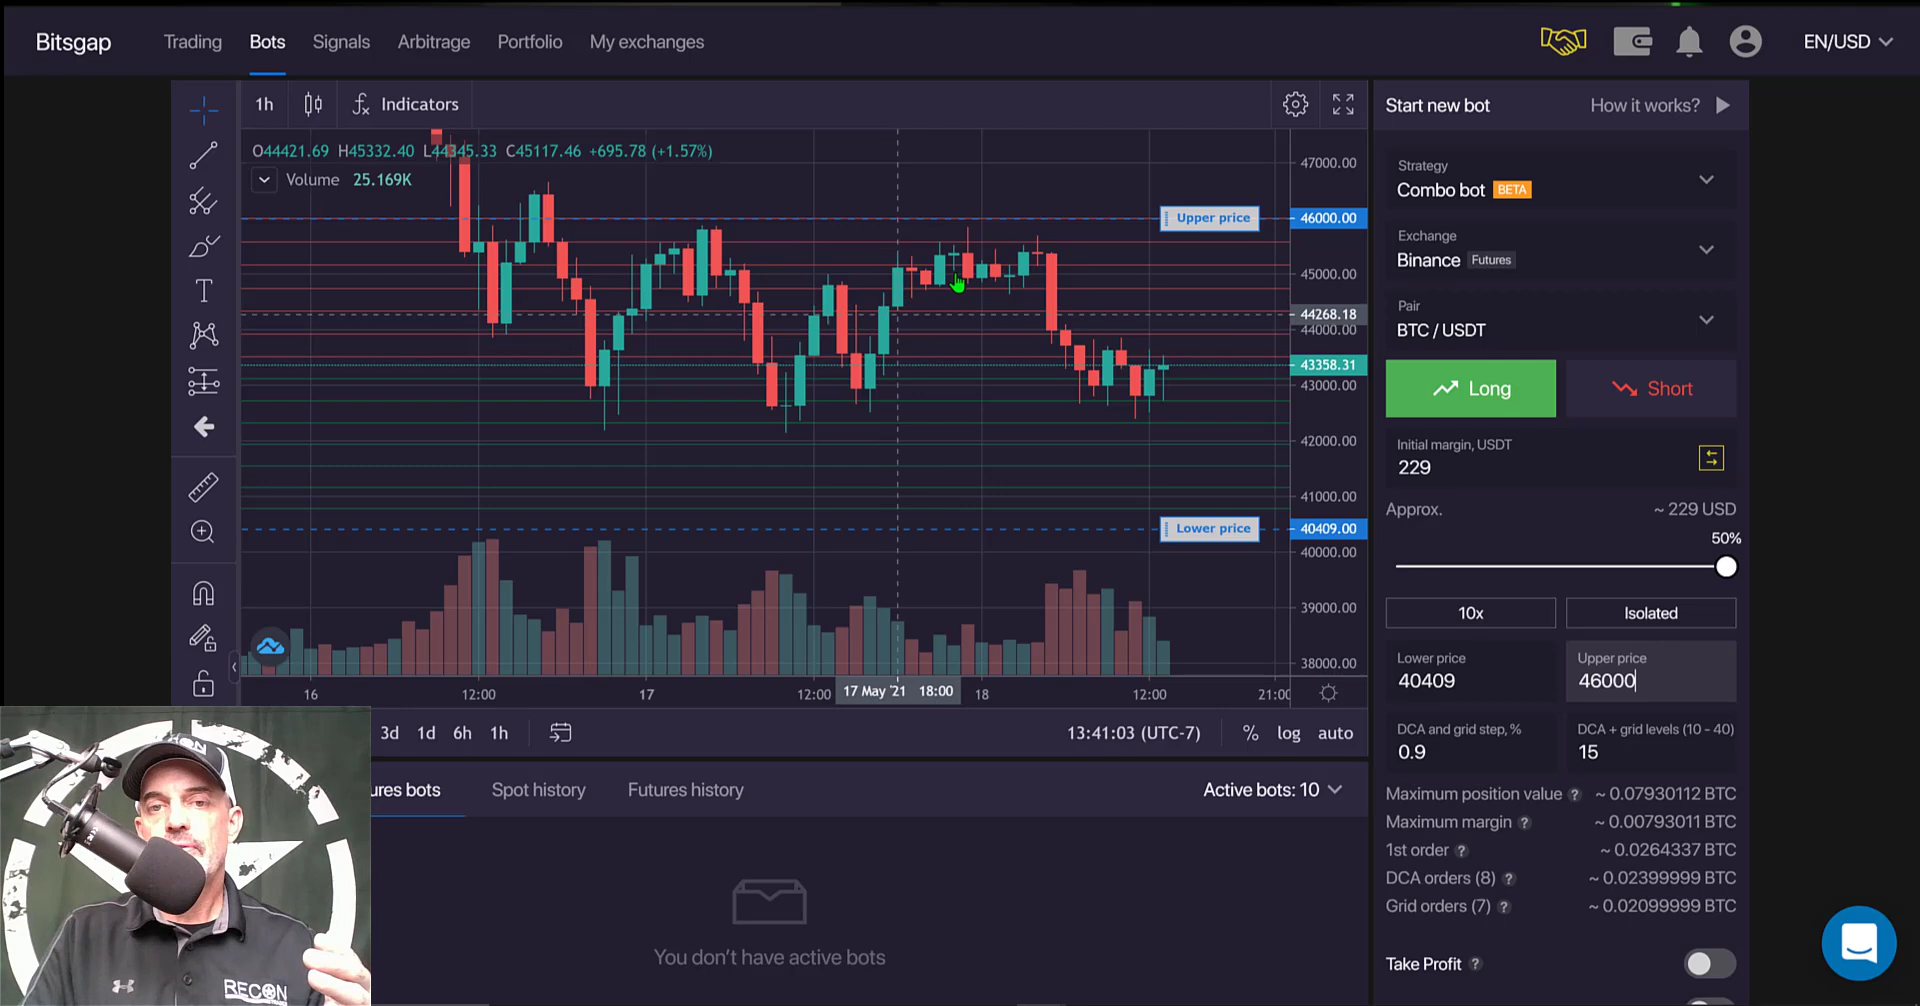 Bitsgap
Trading
Bots
Signals
Arbitrage
Portfolio
My exchanges
EN/USD
1h
Indicators
O44421.69 H45332.40 L44345.33 C45117.46 +695.78 (+1.57%)
Volume 25.169K
47000.00
Upper price
46000.00
45000.00
44268.18
44000.00
43358.31
43000.00
42000.00
41000.00
Lower price
40409.00
40000.00
39000.00
38000.00
16
12:00
17
12:00
17 May '21 18:00
18
12:00
21:00
3d
1d
6h
1h
13:41:03 (UTC-7)
%
log
auto
ures bots
Spot history
Futures history
Active bots: 10
You don't have active bots
Start new bot
How it works?
Strategy
Combo bot BETA
Exchange
Binance Futures
Pair
BTC / USDT
Long
Short
Initial margin, USDT
229
Approx.
~ 229 USD
50%
10x
Isolated
Lower price
40409
Upper price
46000
DCA and grid step, %
0.9
DCA + grid levels (10 - 40)
15
Maximum position value ? ~ 0.07930112 BTC
Maximum margin ? ~ 0.00793011 BTC
1st order ? ~ 0.0264337 BTC
DCA orders (8) ? ~ 0.02399999 BTC
Grid orders (7) ? ~ 0.02099999 BTC
Take Profit ?
RECON
RECON